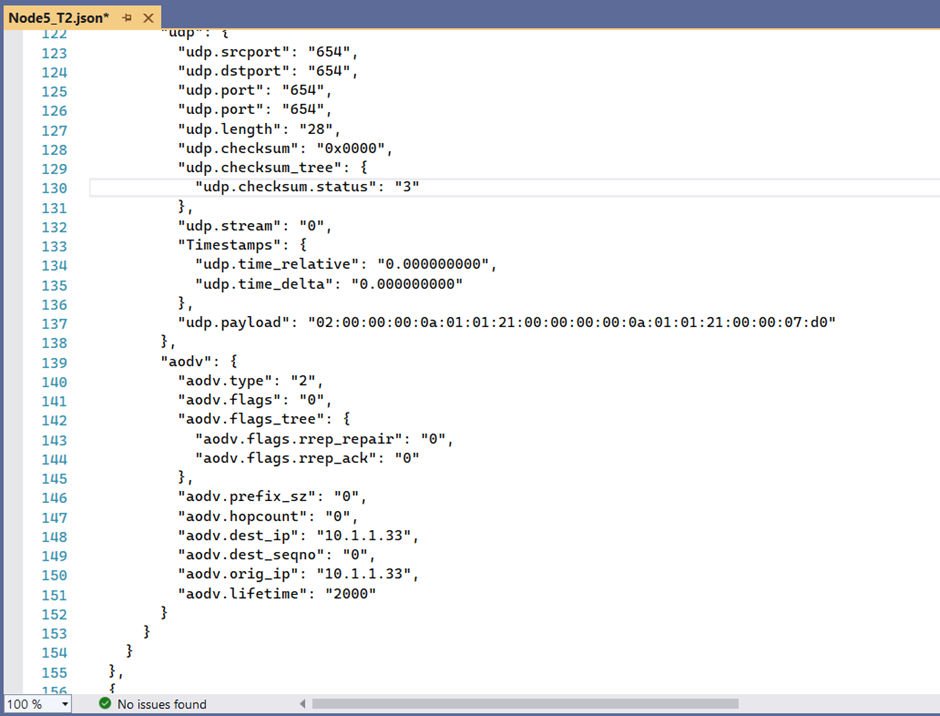 Node5_T2.json*
122 "udp": {
123 "udp.srcport": "654",
124 "udp.dstport": "654",
125 "udp.port": "654",
126 "udp.port": "654",
127 "udp.length": "28",
128 "udp.checksum": "0x0000",
129 "udp.checksum_tree": {
130 "udp.checksum.status": "3"
131 },
132 "udp.stream": "0",
133 "Timestamps": {
134 "udp.time_relative": "0.000000000",
135 "udp.time_delta": "0.000000000"
136 },
137 "udp.payload": "02:00:00:00:0a:01:01:21:00:00:00:00:0a:01:01:21:00:00:07:d0"
138 },
139 "aodv": {
140 "aodv.type": "2",
141 "aodv.flags": "0",
142 "aodv.flags_tree": {
143 "aodv.flags.rrep_repair": "0",
144 "aodv.flags.rrep_ack": "0"
145 },
146 "aodv.prefix_sz": "0",
147 "aodv.hopcount": "0",
148 "aodv.dest_ip": "10.1.1.33",
149 "aodv.dest_seqno": "0",
150 "aodv.orig_ip": "10.1.1.33",
151 "aodv.lifetime": "2000"
152 }
153 }
154 }
155 },
156 {
100 % No issues found